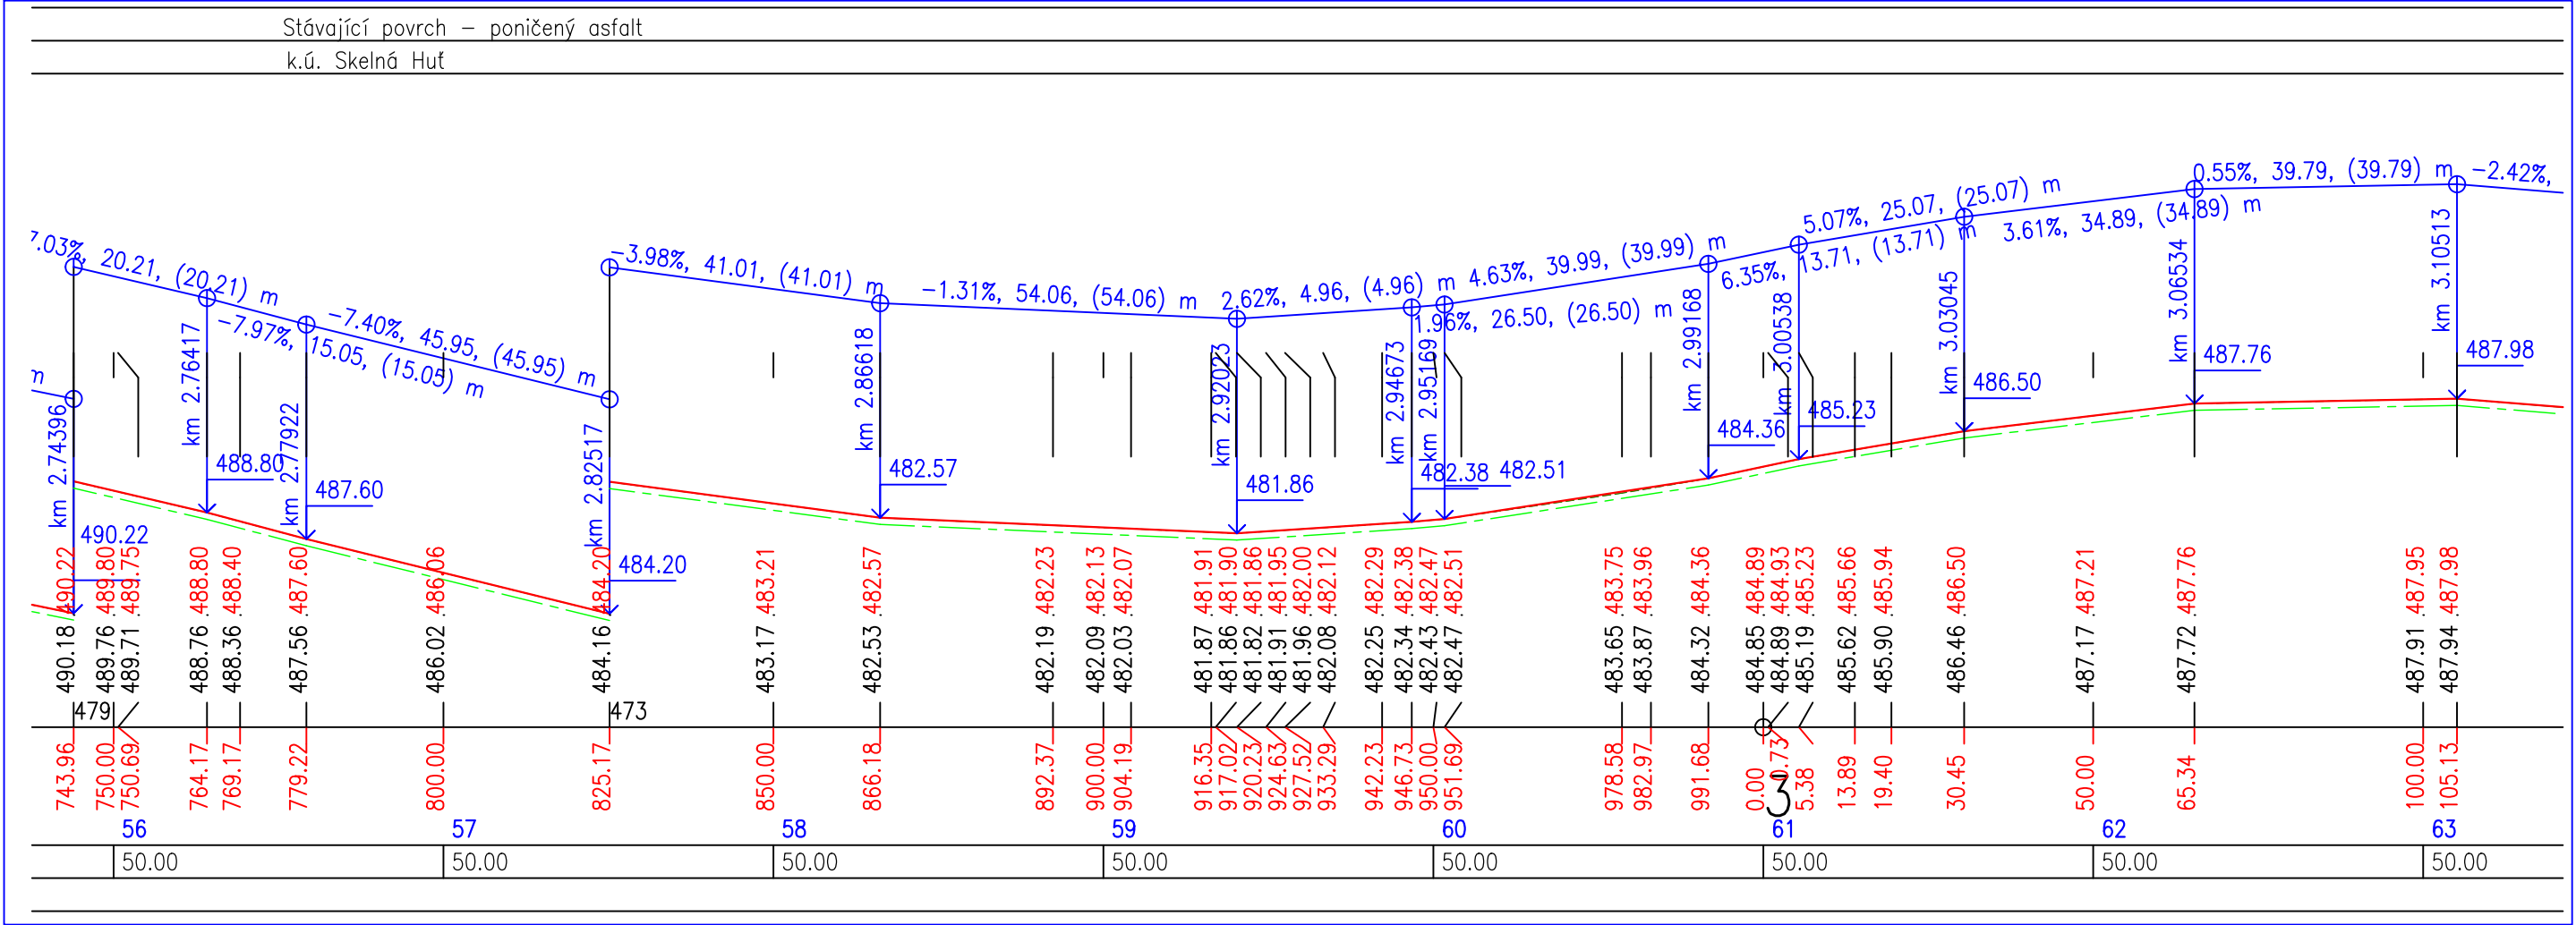 Stávající povrch – poničený asfalt
k.ú. Skelná Huť
7.03%, 20.21, (20.21) m
−7.97%, 15.05, (15.05) m
−7.40%, 45.95, (45.95) m
−3.98%, 41.01, (41.01) m
−1.31%, 54.06, (54.06) m
2.62%, 4.96, (4.96) m
1.96%, 26.50, (26.50) m
4.63%, 39.99, (39.99) m
6.35%, 13.71, (13.71) m
5.07%, 25.07, (25.07) m
3.61%, 34.89, (34.89) m
0.55%, 39.79, (39.79) m
−2.42%,
m
km 2.74396
km 2.76417
km 2.77922
km 2.82517
km 2.86618
km 2.92023
km 2.94673
km 2.95169
km 2.99168
km 3.00538
km 3.03045
km 3.06534
km 3.10513
490.22
488.80
487.60
484.20
482.57
481.86
482.38
482.51
484.36
485.23
486.50
487.76
487.98
490.22 489.80 489.75 488.80 488.40 487.60 486.06 484.20 483.21 482.57 482.23 482.13 482.07 481.91 481.90 481.86 481.95 482.00 482.12 482.29 482.38 482.47 482.51 483.75 483.96 484.36 484.89 484.93 485.23 485.66 485.94 486.50 487.21 487.76 487.95 487.98
490.18 489.76 489.71 488.76 488.36 487.56 486.02 484.16 483.17 482.53 482.19 482.09 482.03 481.87 481.86 481.82 481.91 481.96 482.08 482.25 482.34 482.43 482.47 483.65 483.87 484.32 484.85 484.89 485.19 485.62 485.90 486.46 487.17 487.72 487.91 487.94
479 473
743.96 750.00 750.69 764.17 769.17 779.22 800.00 825.17 850.00 866.18 892.37 900.00 904.19 916.35 917.02 920.23 924.63 927.52 933.29 942.23 946.73 950.00 951.69 978.58 982.97 991.68 0.00 0.73 5.38 13.89 19.40 30.45 50.00 65.34 100.00 105.13
3
56 57 58 59 60 61 62 63
50.00 50.00 50.00 50.00 50.00 50.00 50.00 50.00